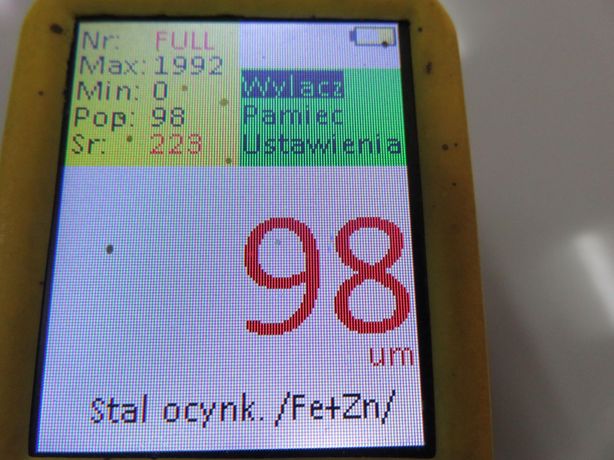 Nr: FULL
Max: 1992
Min: 0
Pop: 98
Sr: 223
Wylacz
Pamiec
Ustawienia
98
um
Stal ocynk. /Fe+Zn/